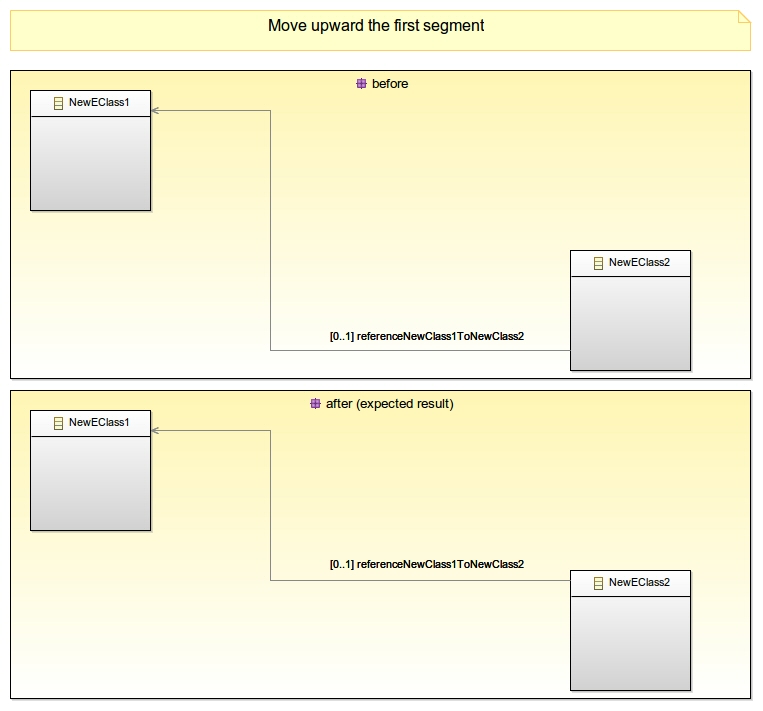 Move upward the first segment
before
NewEClass1
NewEClass2
[0..1] referenceNewClass1ToNewClass2
after (expected result)
NewEClass1
[0..1] referenceNewClass1ToNewClass2
NewEClass2